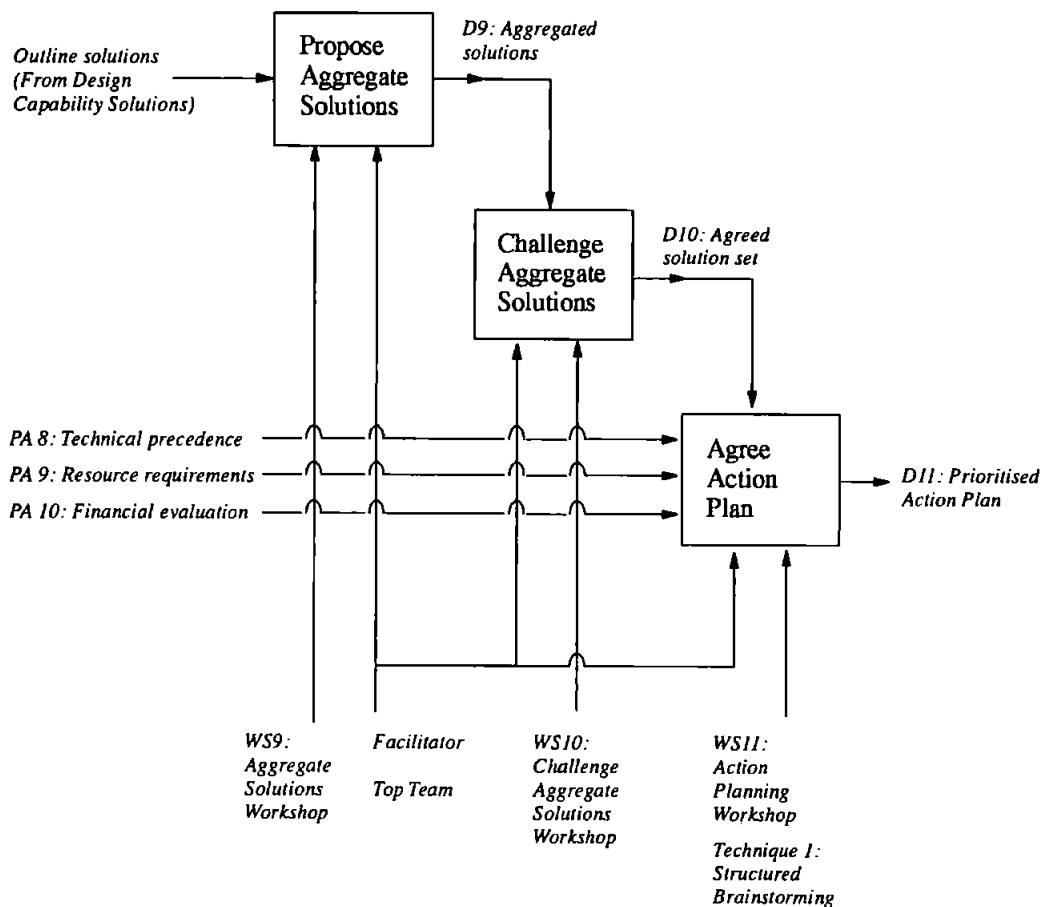 Propose
Aggregate
Solutions
D9: Aggregated
solutions
Outline solutions
(From Design
Capability Solutions)
Challenge
Aggregate
Solutions
D10: Agreed
solution set
PA 8: Technical precedence
PA 9: Resource requirements
PA 10: Financial evaluation
Agree
Action
Plan
D11: Prioritised
Action Plan
WS9:
Aggregate
Solutions
Workshop
Facilitator
Top Team
WS10:
Challenge
Aggregate
Solutions
Workshop
WS11:
Action
Planning
Workshop
Technique 1:
Structured
Brainstorming